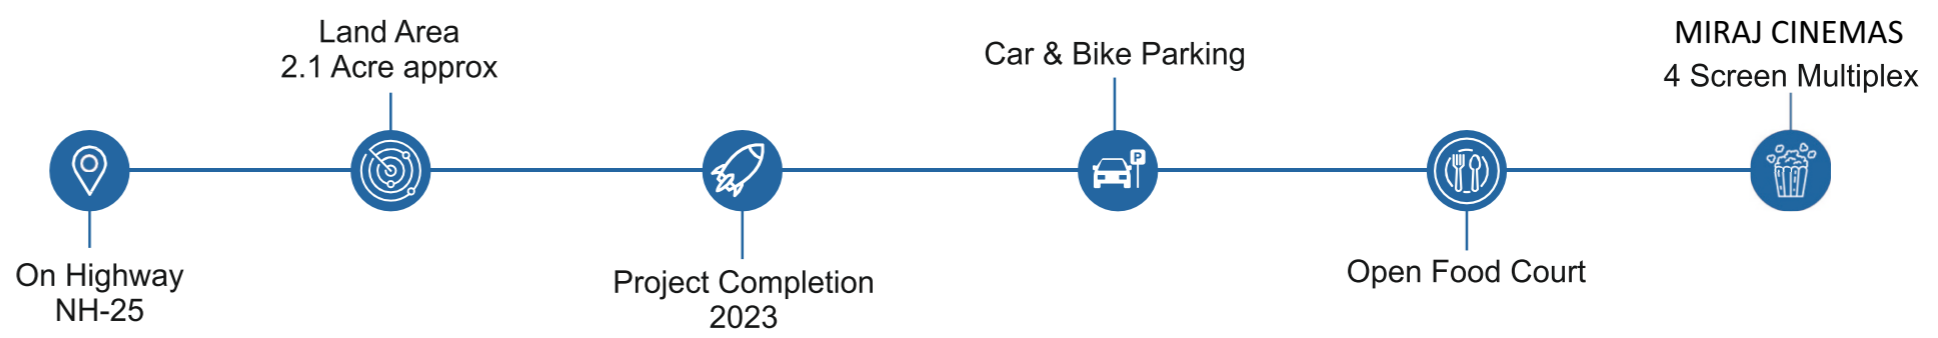 On Highway
NH-25
Land Area
2.1 Acre approx
Project Completion
2023
Car & Bike Parking
P
Open Food Court
MIRAJ CINEMAS
4 Screen Multiplex